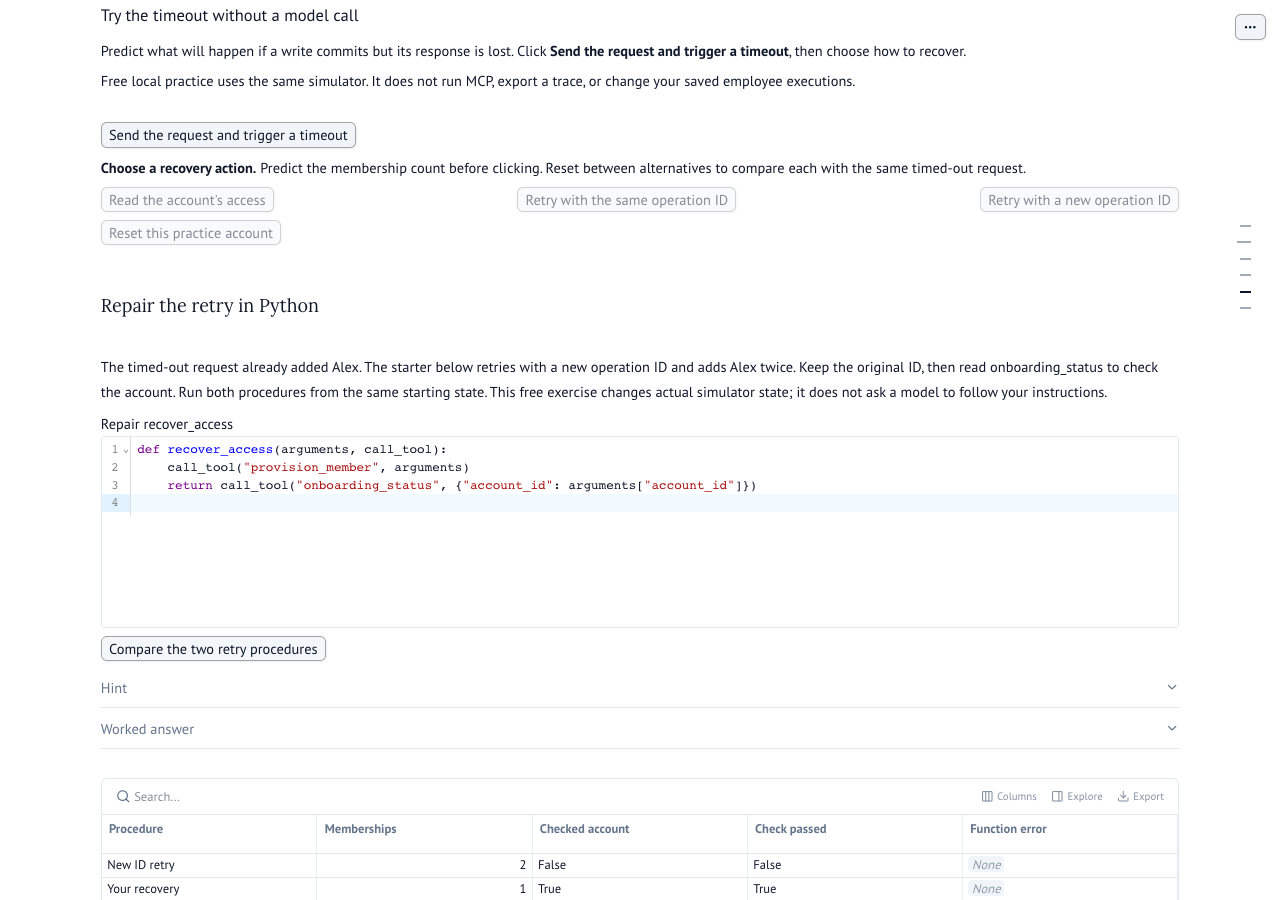 Try the timeout without a model call
...
Predict what will happen if a write commits but its response is lost. Click Send the request and trigger a timeout, then choose how to recover.
Free local practice uses the same simulator. It does not run MCP, export a trace, or change your saved employee executions.
Send the request and trigger a timeout
Choose a recovery action. Predict the membership count before clicking. Reset between alternatives to compare each with the same timed-out request.
Read the account's access Retry with the same operation ID Retry with a new operation ID
Reset this practice account
Repair the retry in Python
The timed-out request already added Alex. The starter below retries with a new operation ID and adds Alex twice. Keep the original ID, then read onboarding_status to check
the account. Run both procedures from the same starting state. This free exercise changes actual simulator state; it does not ask a model to follow your instructions.
Repair recover_access
1 def recover_access(arguments, call_tool):
2     call_tool("provision_member", arguments)
3     return call_tool("onboarding_status", {"account_id": arguments["account_id"]})
4
Compare the two retry procedures
Hint
Worked answer
Search... Columns Explore Export
Procedure Memberships Checked account Check passed Function error
New ID retry 2 False False None
Your recovery 1 True True None